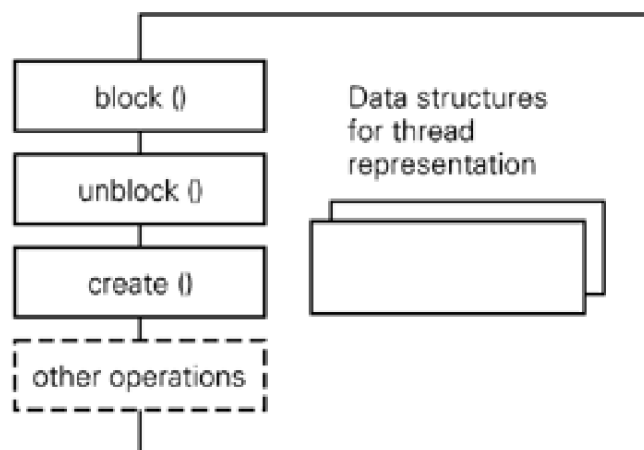 block ()
unblock ()
create ()
other operations
Data structures
for thread
representation